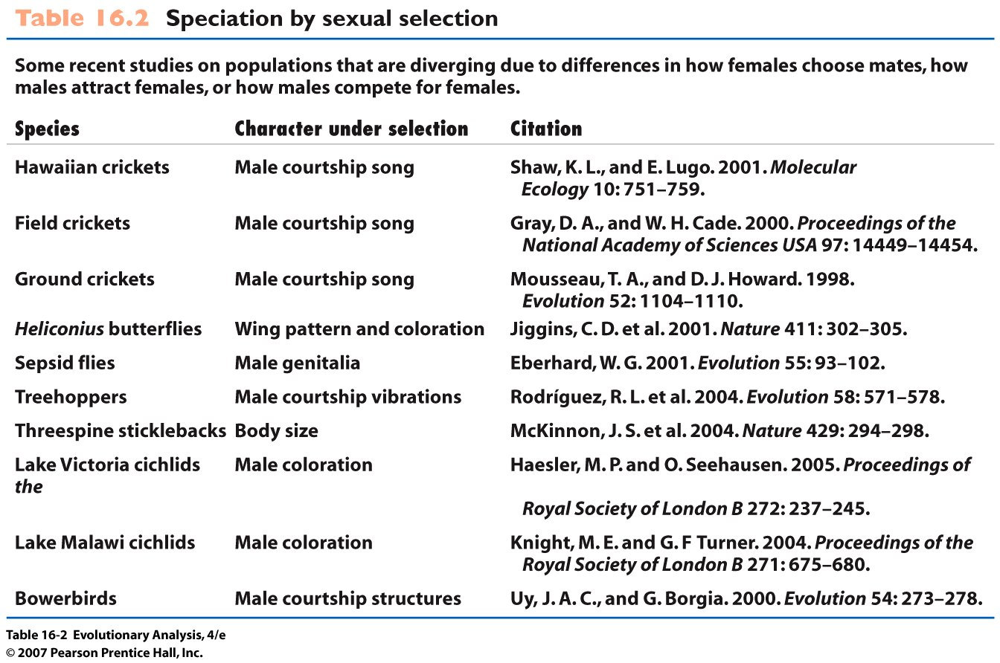 Table 16.2 Speciation by sexual selection
Some recent studies on populations that are diverging due to differences in how females choose mates, how
males attract females, or how males compete for females.
Species Character under selection Citation
Hawaiian crickets Male courtship song Shaw, K. L., and E. Lugo. 2001. Molecular
Ecology 10: 751–759.
Field crickets Male courtship song Gray, D. A., and W. H. Cade. 2000. Proceedings of the
National Academy of Sciences USA 97: 14449–14454.
Ground crickets Male courtship song Mousseau, T. A., and D. J. Howard. 1998.
Evolution 52: 1104–1110.
Heliconius butterflies Wing pattern and coloration Jiggins, C. D. et al. 2001. Nature 411: 302–305.
Sepsid flies Male genitalia Eberhard, W. G. 2001. Evolution 55: 93–102.
Treehoppers Male courtship vibrations Rodríguez, R. L. et al. 2004. Evolution 58: 571–578.
Threespine sticklebacks Body size McKinnon, J. S. et al. 2004. Nature 429: 294–298.
Lake Victoria cichlids Male coloration Haesler, M. P. and O. Seehausen. 2005. Proceedings of
the
Royal Society of London B 272: 237–245.
Lake Malawi cichlids Male coloration Knight, M. E. and G. F Turner. 2004. Proceedings of the
Royal Society of London B 271: 675–680.
Bowerbirds Male courtship structures Uy, J. A. C., and G. Borgia. 2000. Evolution 54: 273–278.
Table 16-2 Evolutionary Analysis, 4/e
© 2007 Pearson Prentice Hall, Inc.